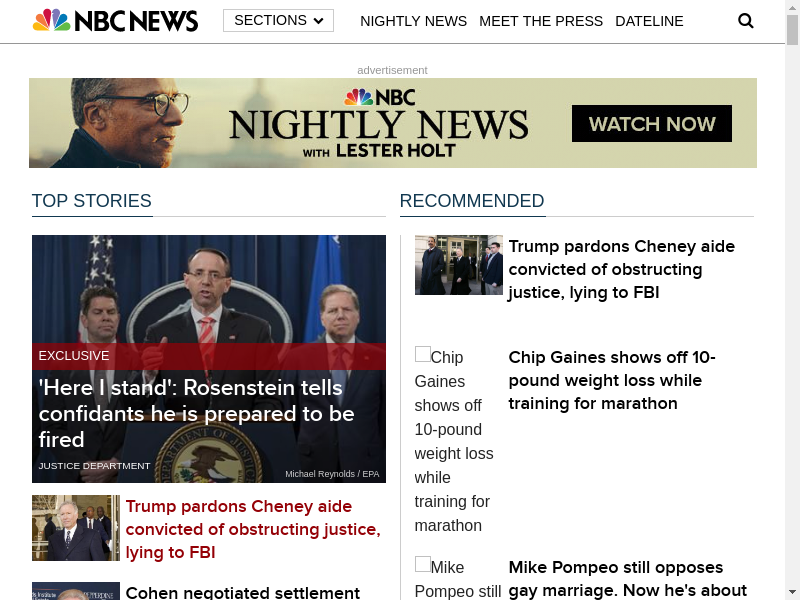 NBC NEWS
SECTIONS
NIGHTLY NEWS
MEET THE PRESS
DATELINE
advertisement
NBC
NIGHTLY NEWS
WITH LESTER HOLT
WATCH NOW
TOP STORIES
EXCLUSIVE
'Here I stand': Rosenstein tells
confidants he is prepared to be
fired
JUSTICE DEPARTMENT
Michael Reynolds / EPA
Trump pardons Cheney aide
convicted of obstructing justice,
lying to FBI
Cohen negotiated settlement
RECOMMENDED
Trump pardons Cheney aide
convicted of obstructing
justice, lying to FBI
Chip
Gaines
shows off
10-pound
weight loss
while
training for
marathon
Chip Gaines shows off 10-
pound weight loss while
training for marathon
Mike
Pompeo still
Mike Pompeo still opposes
gay marriage. Now he's about